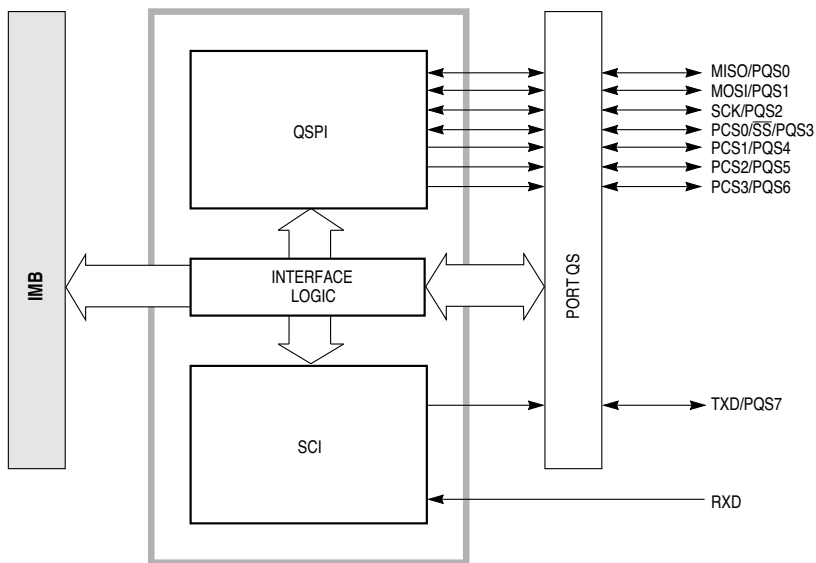 MISO/PQS0
MOSI/PQS1
SCK/PQS2
PCS0/S̅S̅/PQS3
PCS1/PQS4
PCS2/PQS5
PCS3/PQS6
QSPI
IMB
INTERFACE
LOGIC
PORT QS
TXD/PQS7
SCI
RXD